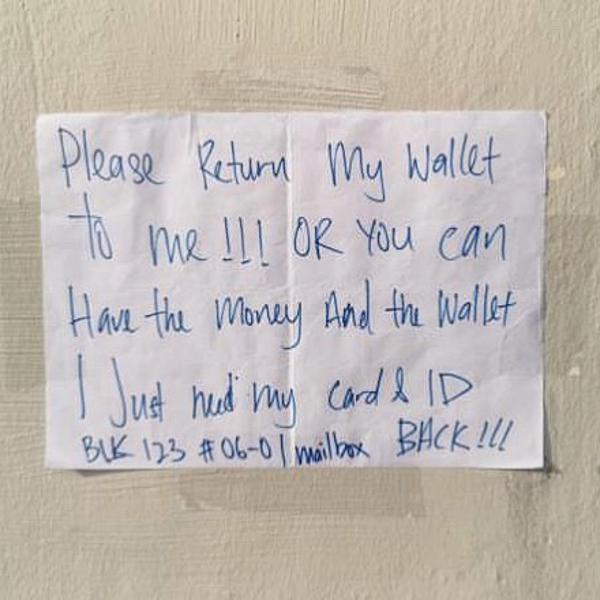 Please Return My Wallet
to me !!! OR YOU can
Have the money And the Wallet
I Just need my card & ID
BLK 123 #06-01 mailbox BACK!!!